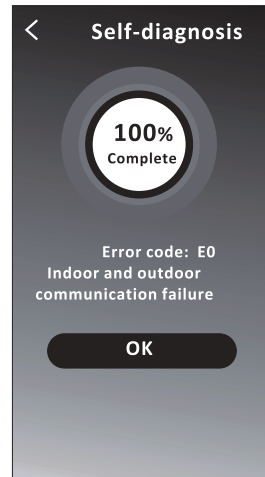 Self-diagnosis
100%
Complete
Error code: E0
Indoor and outdoor
communication failure
OK